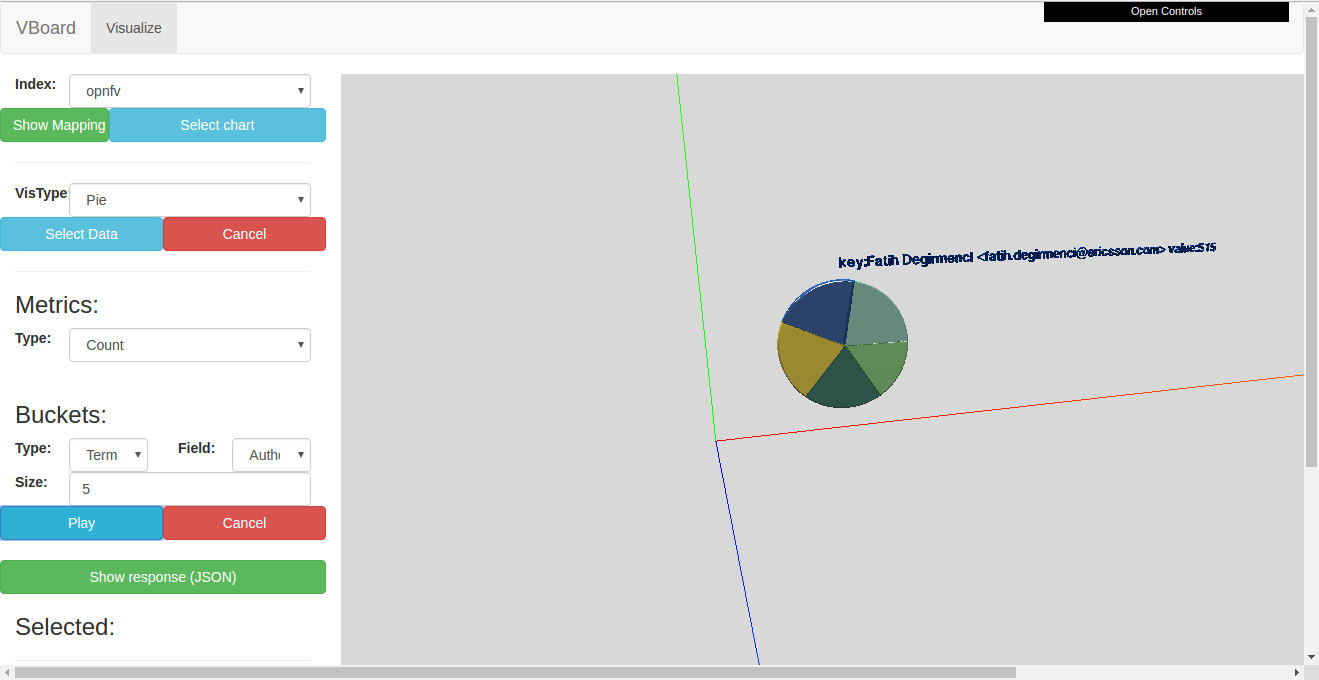 VBoard Visualize
Open Controls
Index: opnfv
Show Mapping Select chart
VisType Pie
Select Data Cancel
key:Fatih Degirmenci <fatih.degirmenci@ericsson.com> value:515
Metrics:
Type: Count
Buckets:
Type: Term Field: Auth
Size: 5
Play Cancel
Show response (JSON)
Selected: